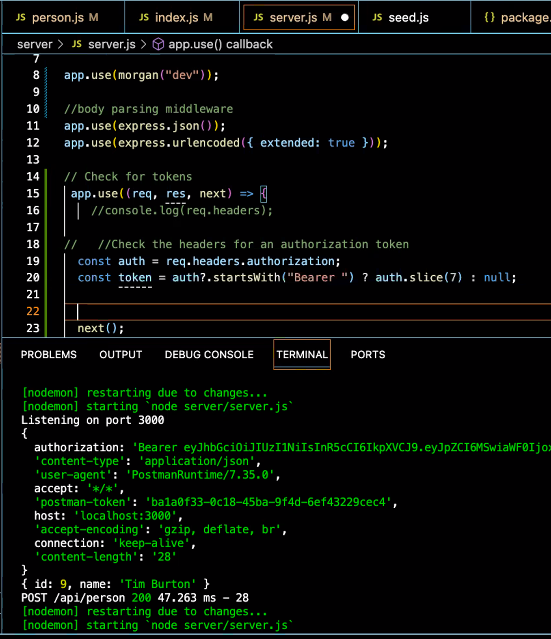 JS person.js M
JS index.js M
JS server.js M
JS seed.js
{} package.
server > JS server.js > app.use() callback
7
8 app.use(morgan("dev"));
9
10 //body parsing middleware
11 app.use(express.json());
12 app.use(express.urlencoded({ extended: true }));
13
14 // Check for tokens
15 app.use((req, res, next) => {
16 //console.log(req.headers);
17
18 // //Check the headers for an authorization token
19 const auth = req.headers.authorization;
20 const token = auth?.startsWith("Bearer ") ? auth.slice(7) : null;
21
22
23 next();
PROBLEMS OUTPUT DEBUG CONSOLE TERMINAL PORTS
[nodemon] restarting due to changes...
[nodemon] starting `node server/server.js`
Listening on port 3000
{
authorization: 'Bearer eyJhbGciOiJIUzI1NiIsInR5cCI6IkpXVCJ9.eyJpZCI6MSwiaWF0Ijox
'content-type': 'application/json',
'user-agent': 'PostmanRuntime/7.35.0',
accept: '*/*',
'postman-token': 'ba1a0f33-0c18-45ba-9f4d-6ef43229cec4',
host: 'localhost:3000',
'accept-encoding': 'gzip, deflate, br',
connection: 'keep-alive',
'content-length': '28'
}
{ id: 9, name: 'Tim Burton' }
POST /api/person 200 47.263 ms - 28
[nodemon] restarting due to changes...
[nodemon] starting `node server/server.js`